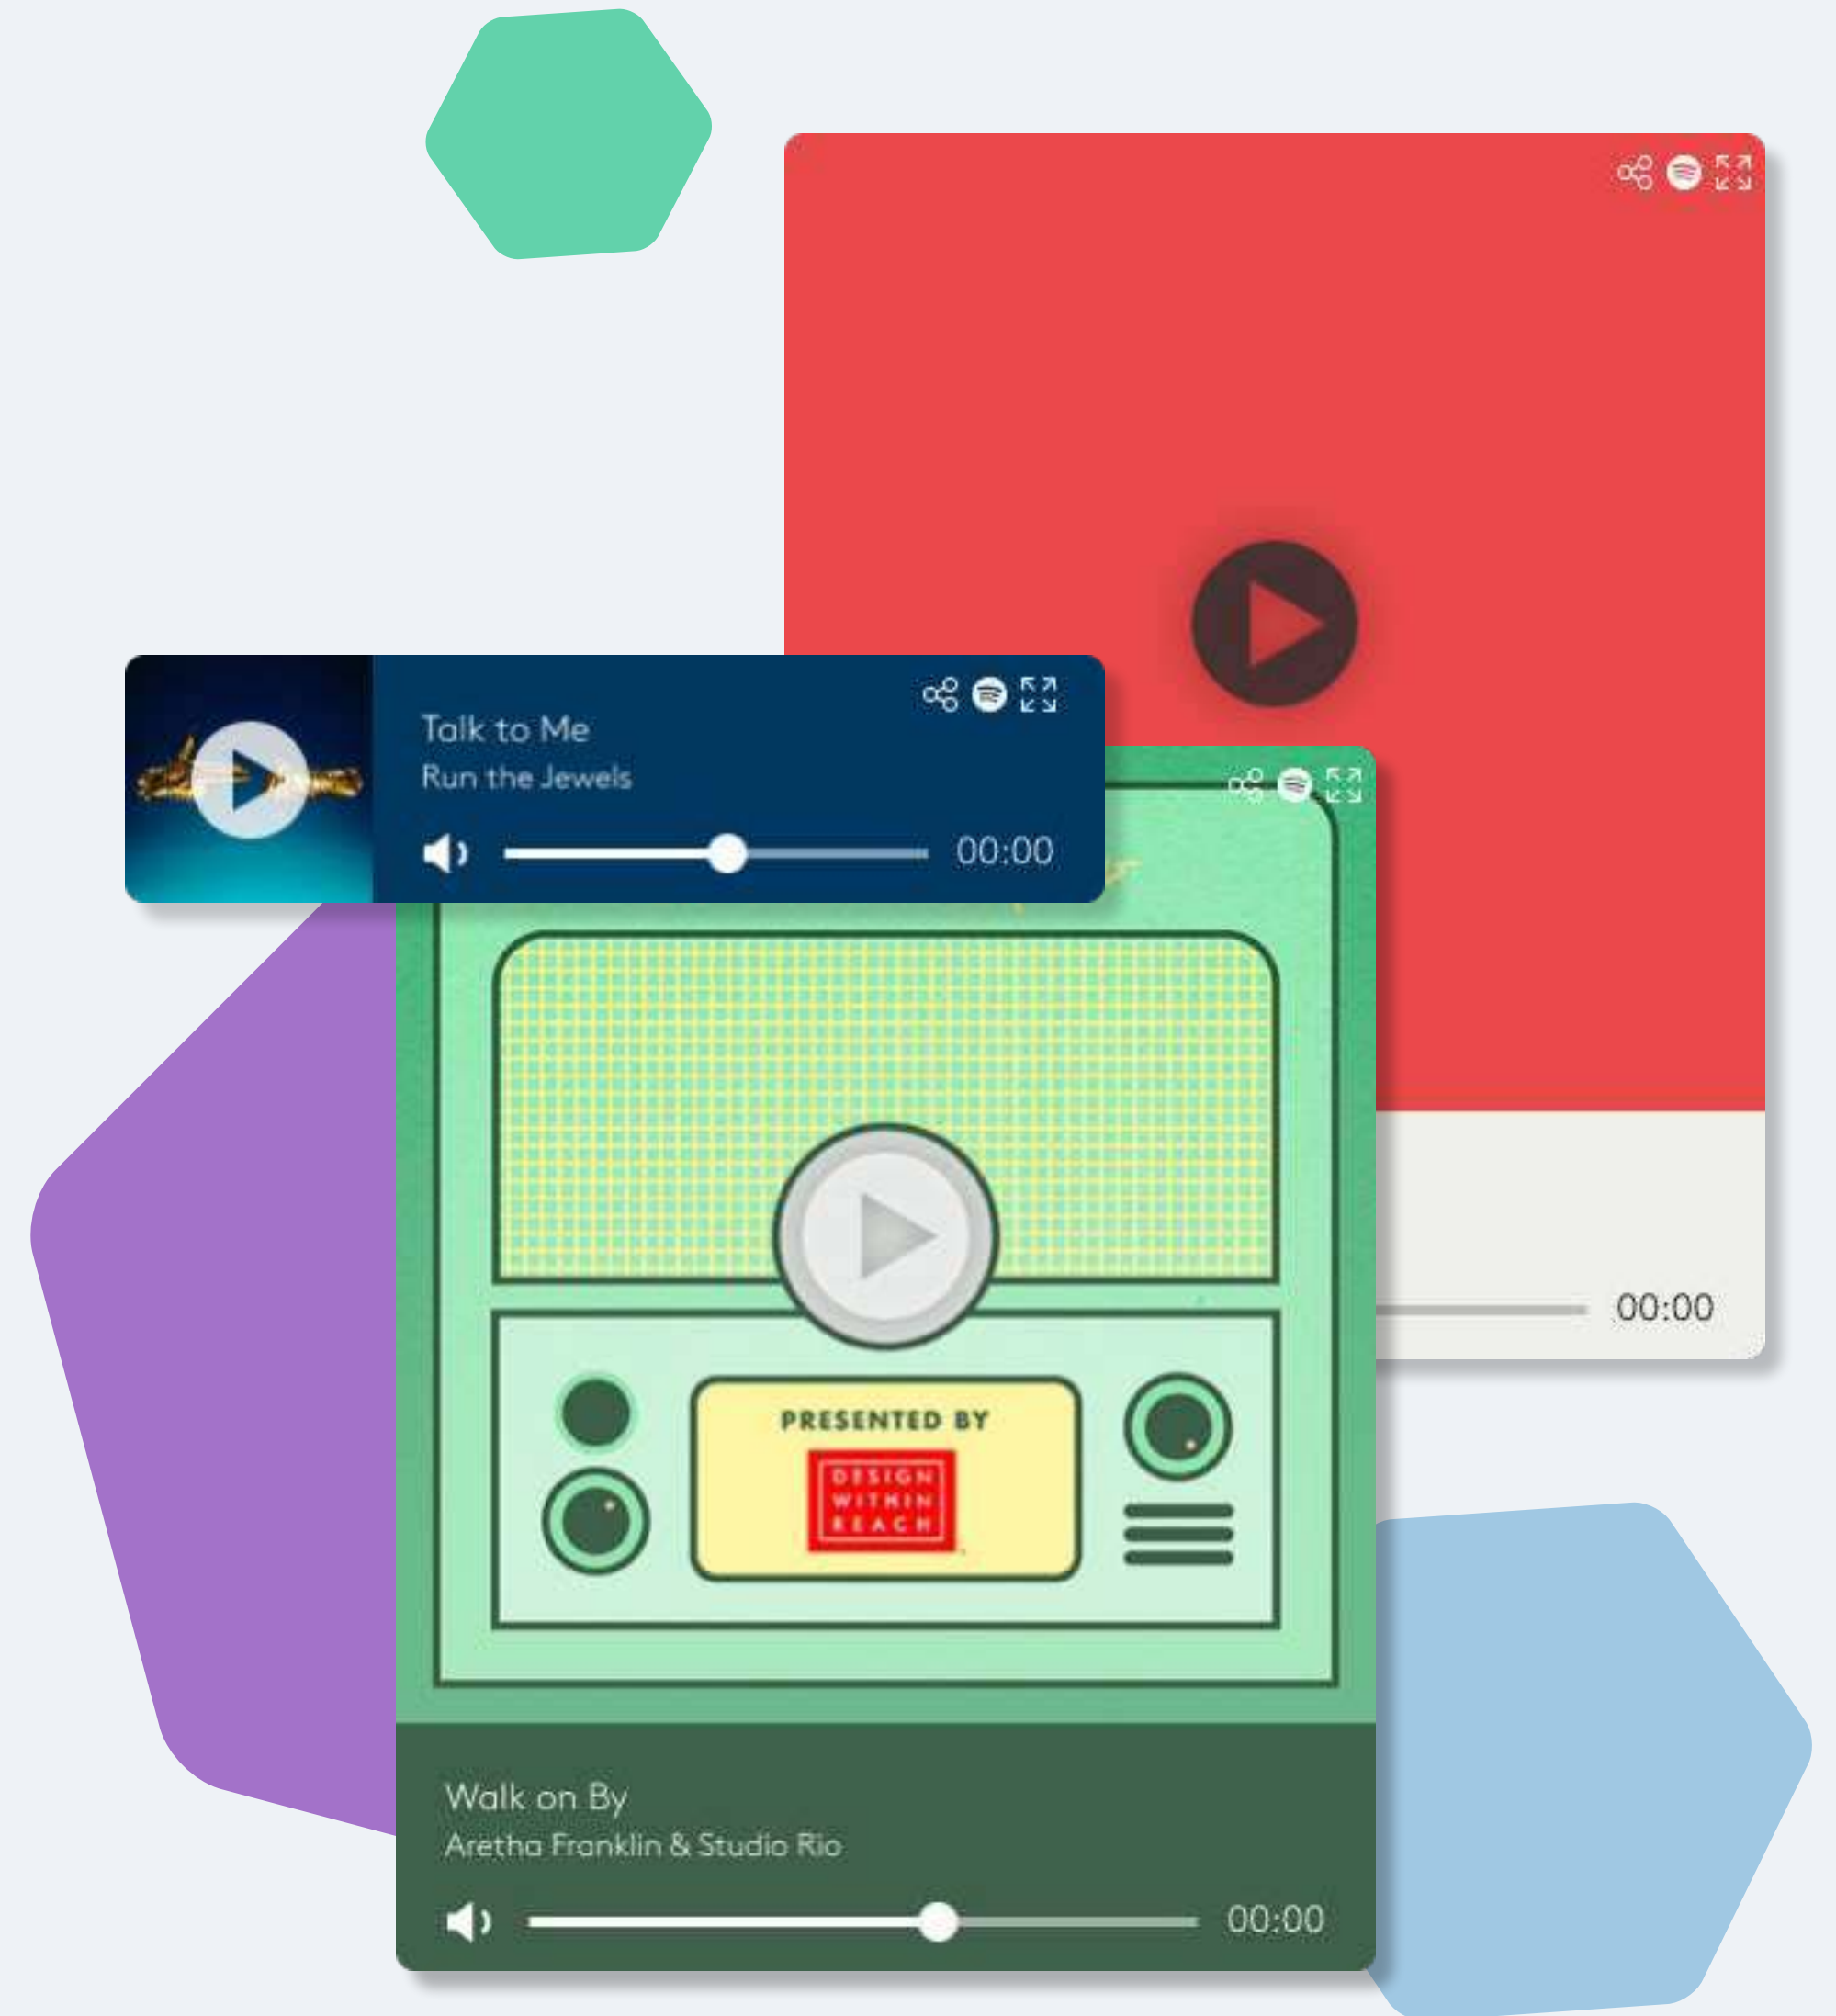 Talk to Me
Run the Jewels
00:00
00:00
PRESENTED BY
DESIGN
WITHIN
REACH
Walk on By
Aretha Franklin & Studio Rio
00:00